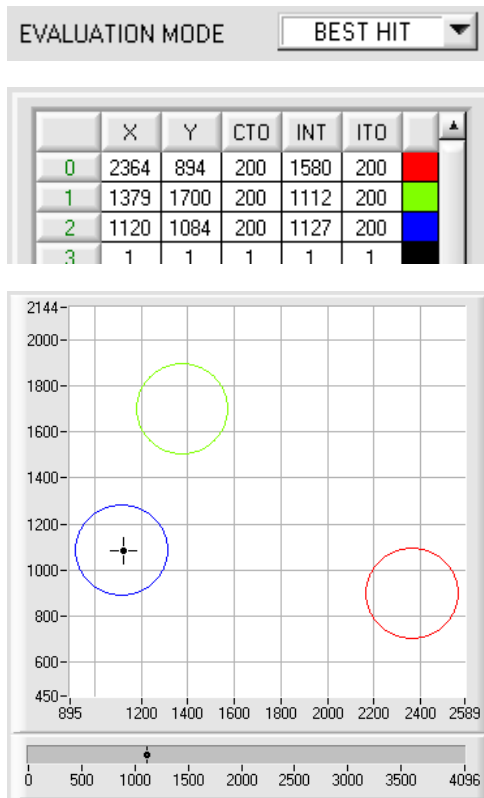 EVALUATION MODE BEST HIT
X Y CTO INT ITO
0 2364 894 200 1580 200
1 1379 1700 200 1112 200
2 1120 1084 200 1127 200
3 1 1 1 1 1
2144
2000
1800
1600
1400
1200
1000
800
600
450
895 1200 1400 1600 1800 2000 2200 2400 2589
0 500 1000 1500 2000 2500 3000 3500 4096